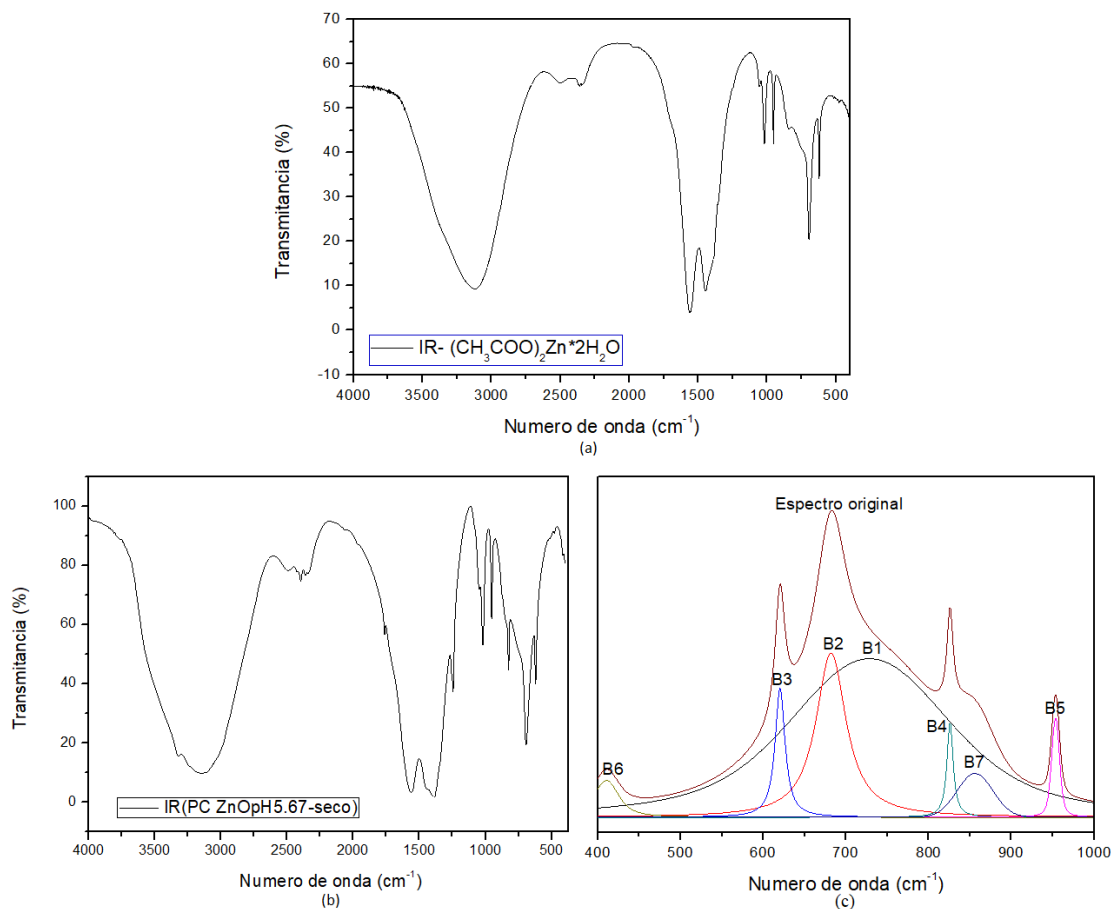 70
60
50
40
30
20
10
0
-10
Transmitancia (%)
IR- (CH₃COO)₂Zn*2H₂O
4000 3500 3000 2500 2000 1500 1000 500
Numero de onda (cm⁻¹)
(a)
100
80
60
40
20
0
Transmitancia (%)
IR(PC ZnOpH5.67-seco)
4000 3500 3000 2500 2000 1500 1000 500
Numero de onda (cm⁻¹)
(b)
Espectro original
B1
B2
B3
B4
B5
B6
B7
400 500 600 700 800 900 1000
Numero de onda (cm⁻¹)
(c)